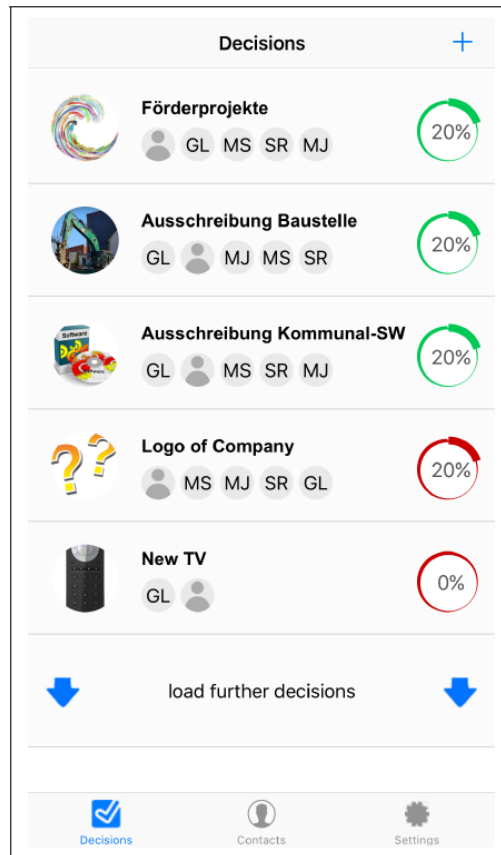 Decisions
Förderprojekte
GL MS SR MJ
20%
Ausschreibung Baustelle
GL MJ MS SR
20%
Software
Ausschreibung Kommunal-SW
GL MS SR MJ
20%
Logo of Company
MS MJ SR GL
20%
New TV
GL
0%
load further decisions
Decisions Contacts Settings